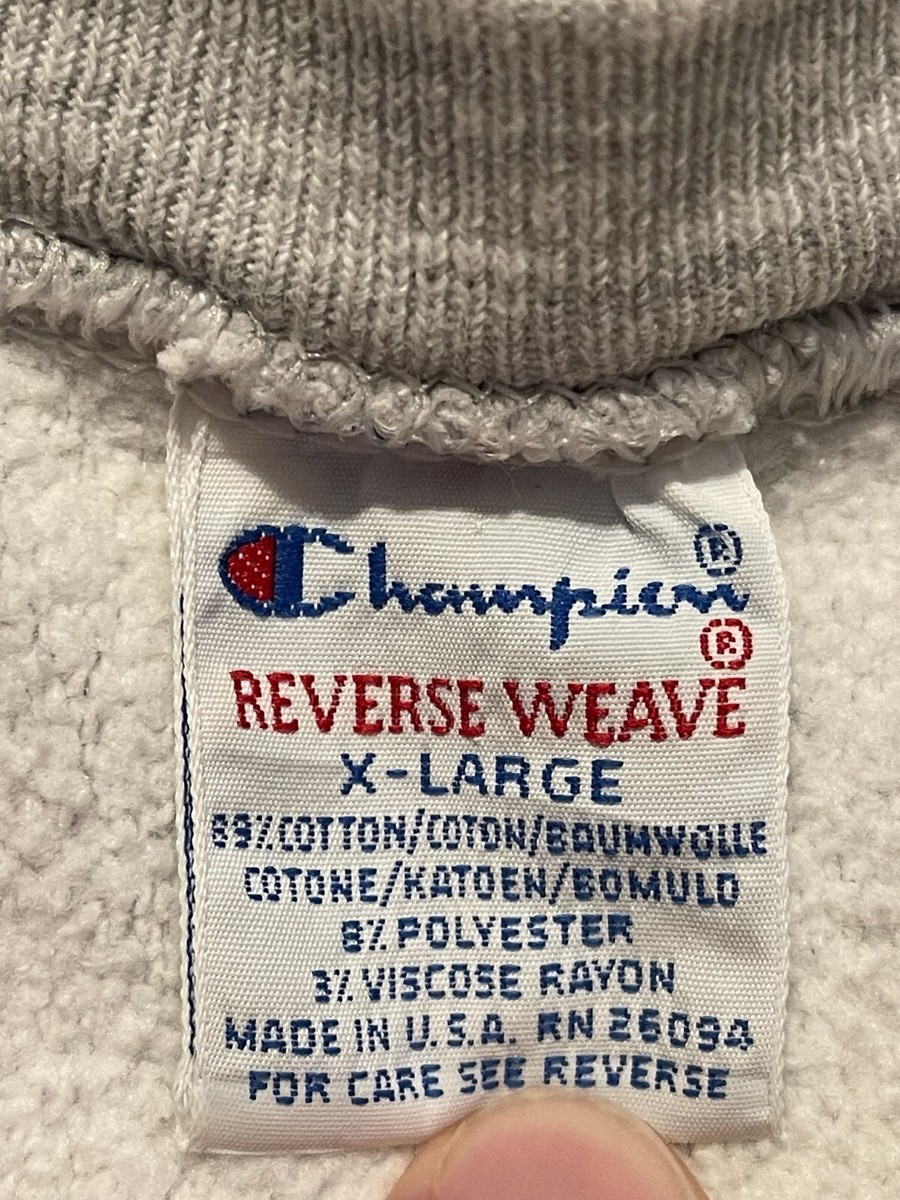 Champion®
®
REVERSE WEAVE
X-LARGE
89% COTTON/COTON/BAUMWOLLE
COTONE/KATOEN/BOMULD
8% POLYESTER
3% VISCOSE RAYON
MADE IN U.S.A. RN 26094
FOR CARE SEE REVERSE